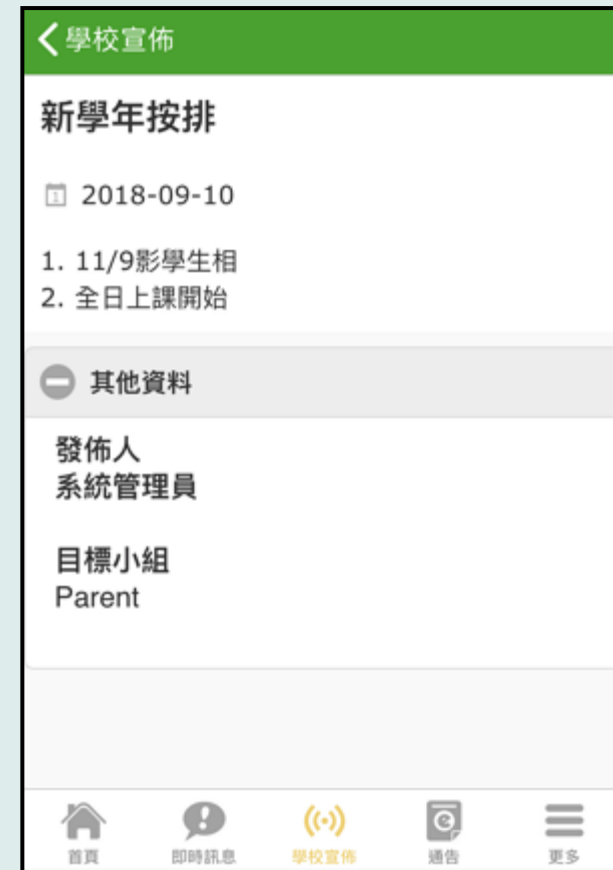 學校宣佈
新學年按排
2018-09-10
1. 11/9影學生相
2. 全日上課開始
其他資料
發佈人
系統管理員
目標小組
Parent
首頁 即時訊息 學校宣佈 通告 更多